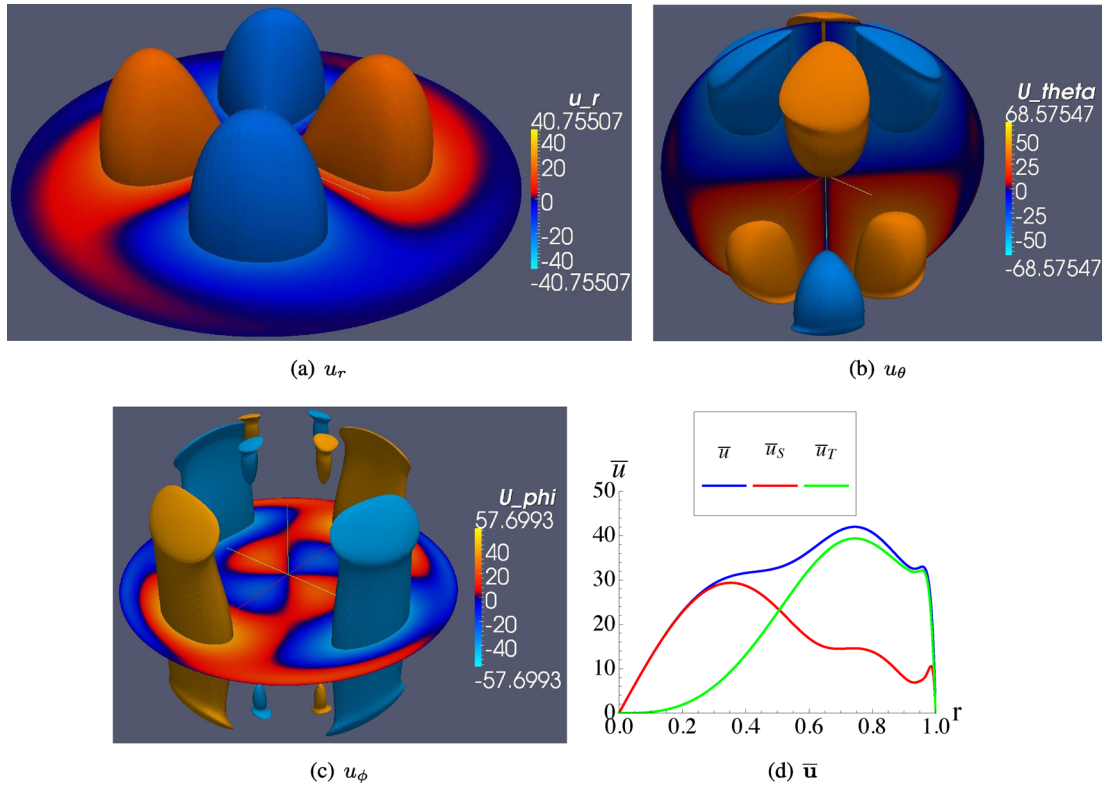 u_r
40.75507
40
20
0
-20
-40
-40.75507
(a) u_r
U_theta
68.57547
50
25
0
-25
-50
-68.57547
(b) u_θ
U_phi
57.6993
40
20
0
-20
-40
-57.6993
(c) u_ϕ
u̅ u̅_S u̅_T
u̅
50
40
30
20
10
0
0.0 0.2 0.4 0.6 0.8 1.0 r
(d) 𝐮̅